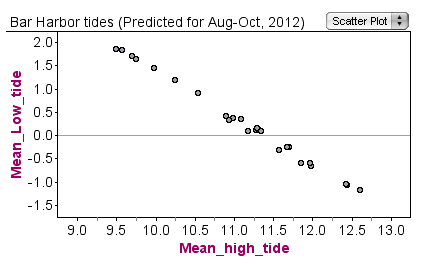 Bar Harbor tides (Predicted for Aug-Oct, 2012)
Scatter Plot
Mean_Low_tide
2.0
1.5
1.0
0.5
0.0
-0.5
-1.0
-1.5
9.0 9.5 10.0 10.5 11.0 11.5 12.0 12.5 13.0
Mean_high_tide